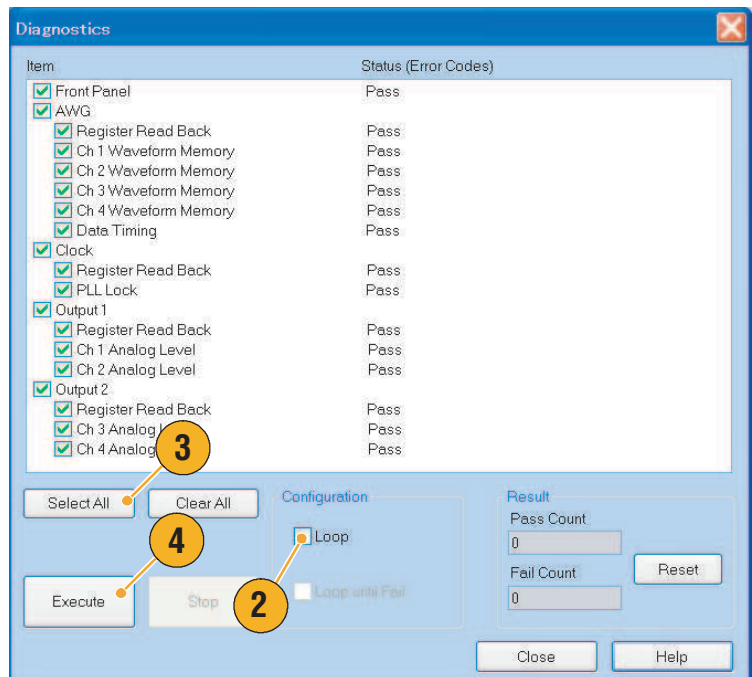 Diagnostics
Item Status (Error Codes)
Front Panel Pass
AWG
Register Read Back Pass
Ch 1 Waveform Memory Pass
Ch 2 Waveform Memory Pass
Ch 3 Waveform Memory Pass
Ch 4 Waveform Memory Pass
Data Timing Pass
Clock
Register Read Back Pass
PLL Lock Pass
Output 1
Register Read Back Pass
Ch 1 Analog Level Pass
Ch 2 Analog Level Pass
Output 2
Register Read Back Pass
Ch 3 Analog Pass
Ch 4 Analog Pass
3
Select All Clear All
Configuration
Loop
Loop until Fail
Result
Pass Count
0
Fail Count
0
Reset
4
Execute Stop
2
Close Help